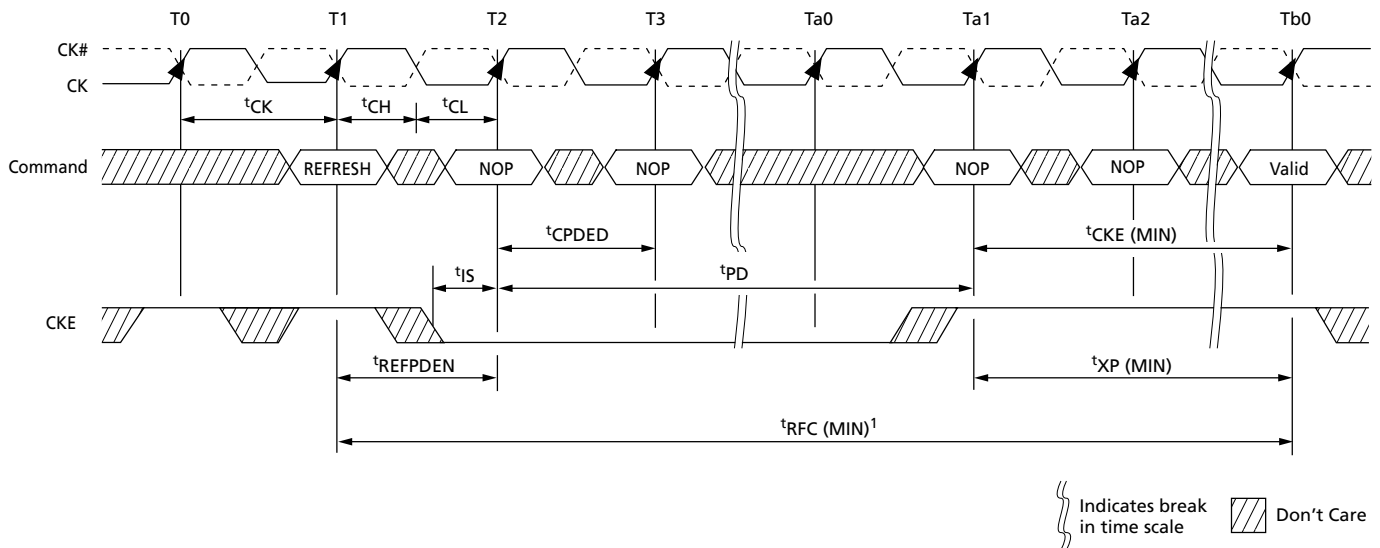 T0 T1 T2 T3 Ta0 Ta1 Ta2 Tb0
CK#
CK
tCK tCH tCL
Command REFRESH NOP NOP NOP NOP Valid
tCPDED tCKE (MIN)
tIS tPD
CKE
tREFPDEN tXP (MIN)
tRFC (MIN)1
Indicates break
in time scale
Don't Care